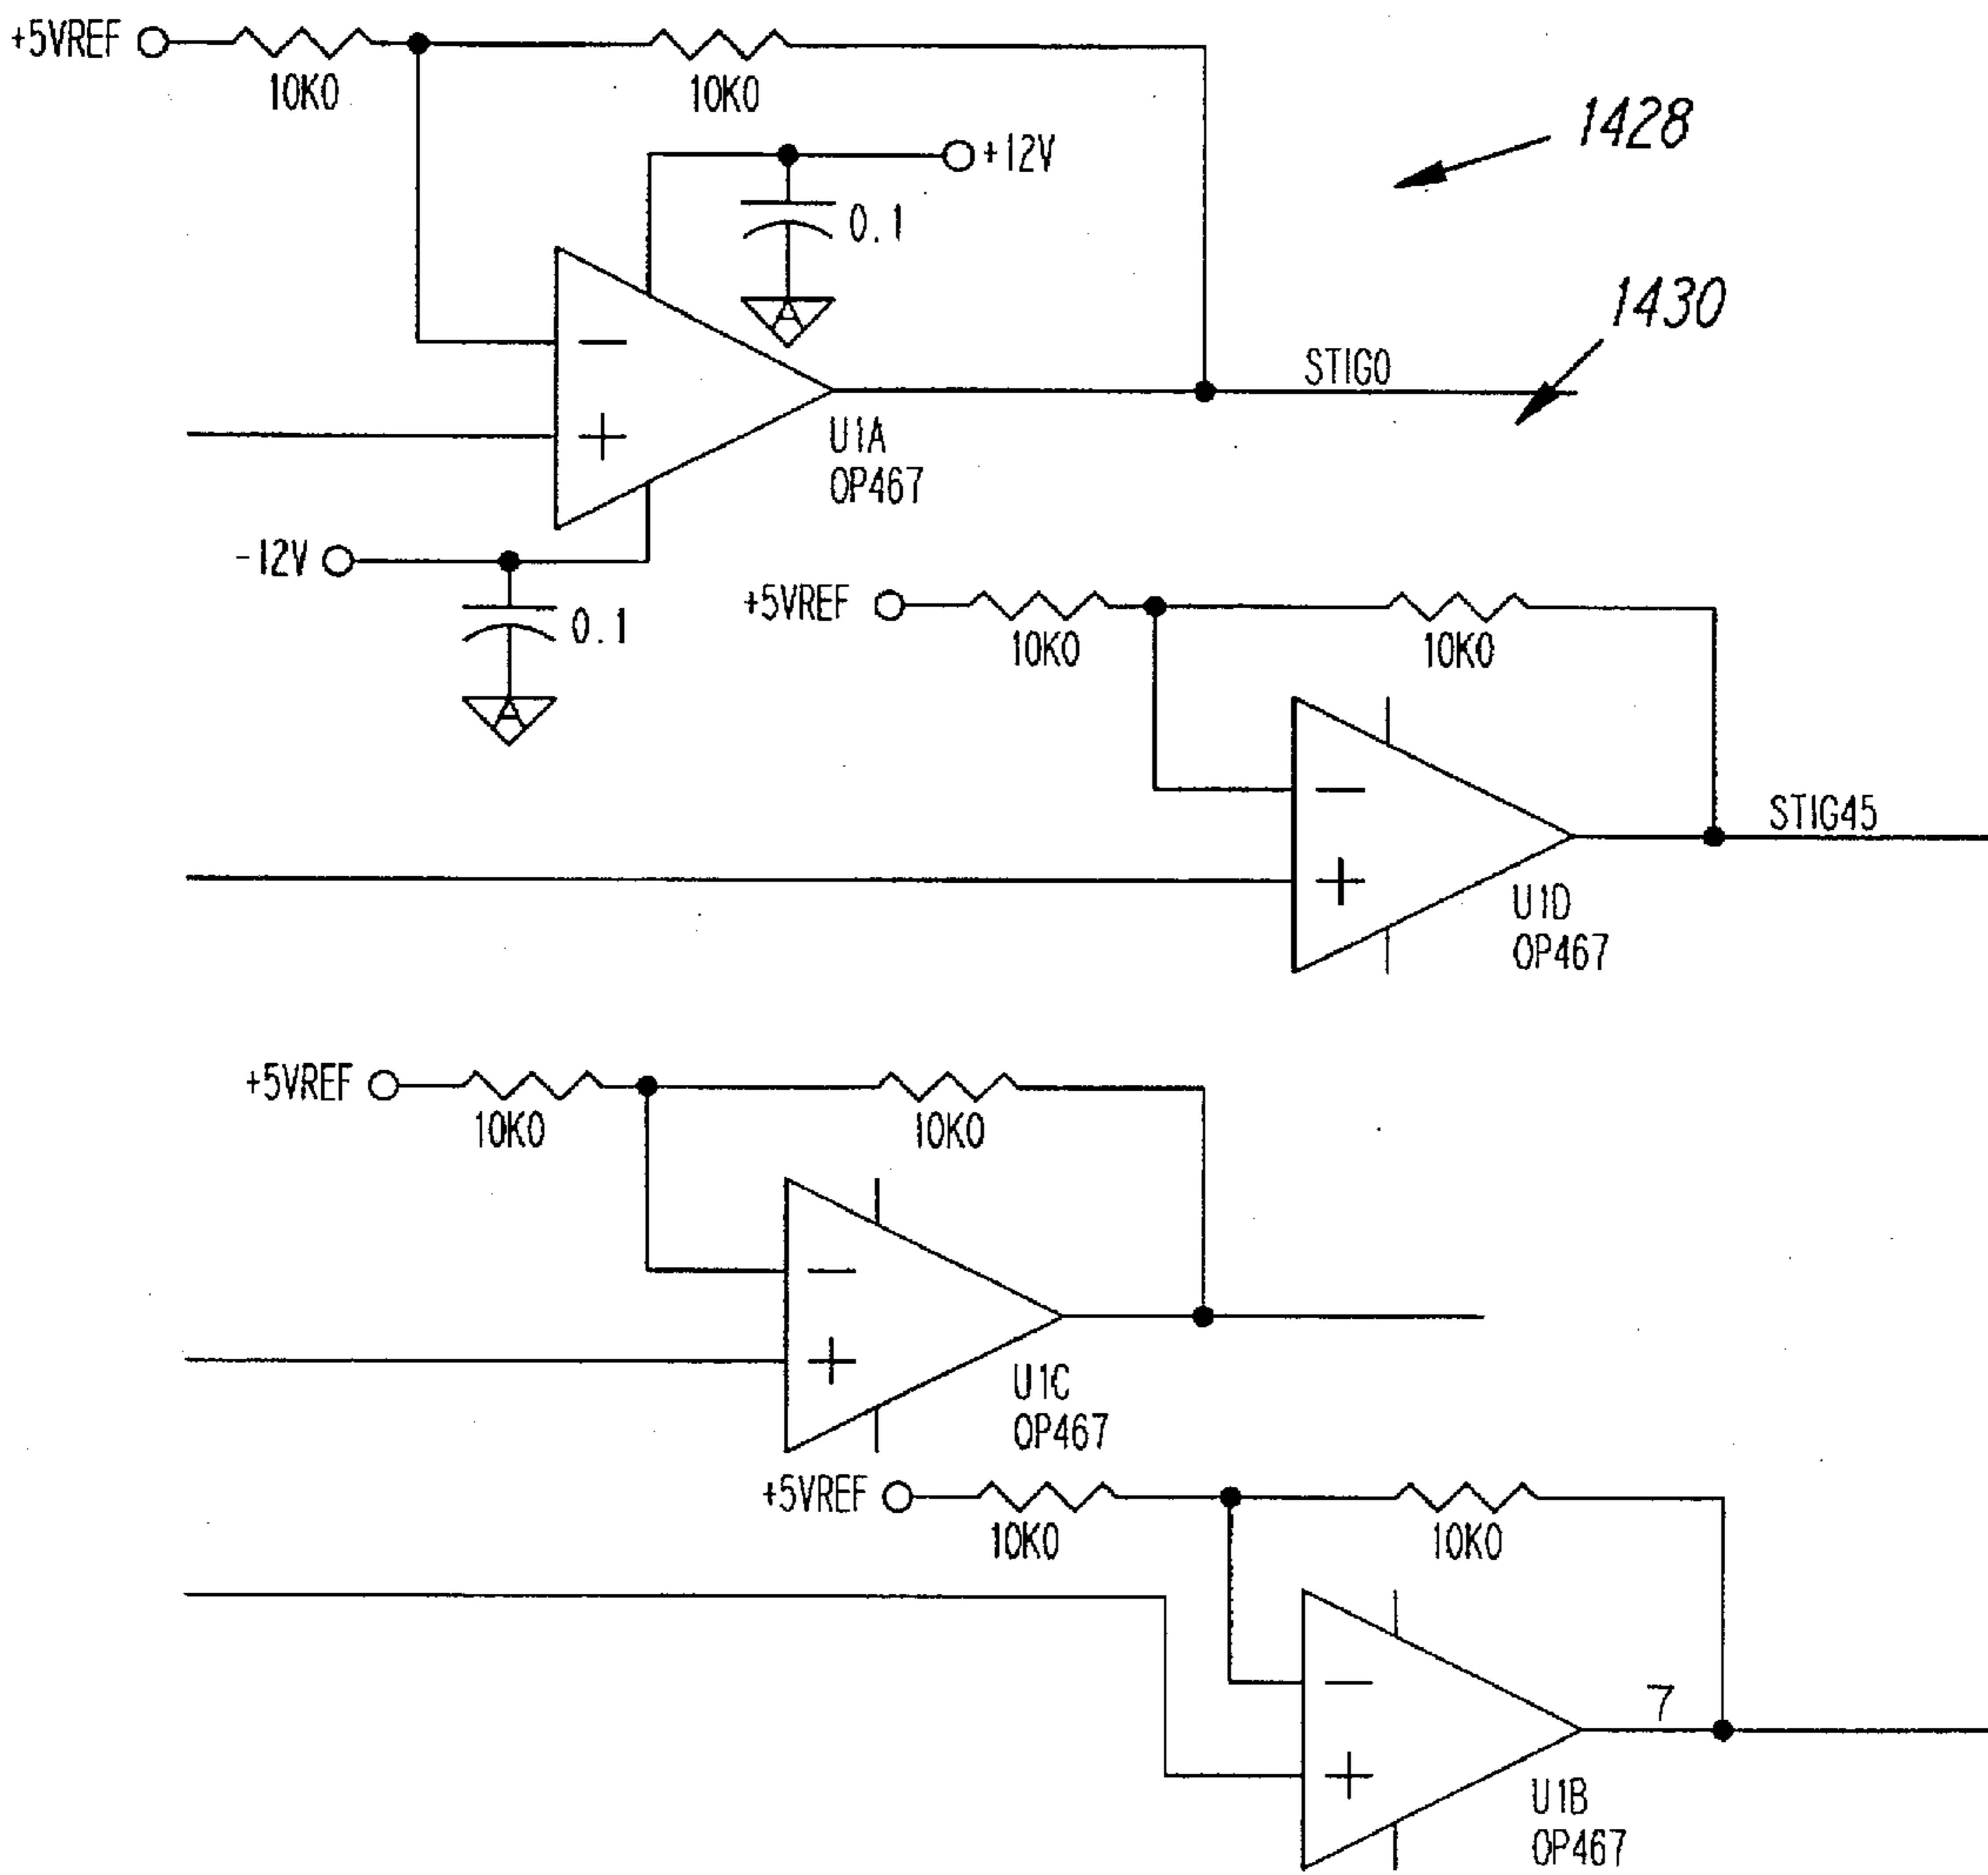 +5VREF
10K0
10K0
1428
+12V
0.1
A
1430
STIG0
U1A
OP467
-12V
0.1
A
+5VREF
10K0
10K0
STIG45
U1D
OP467
+5VREF
10K0
10K0
U1C
OP467
+5VREF
10K0
10K0
7
U1B
OP467